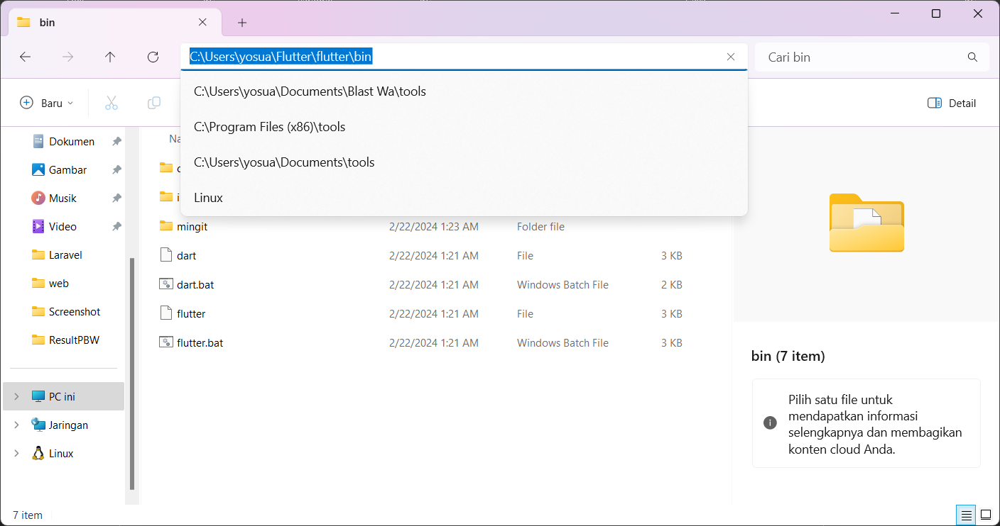 bin
C:\Users\yosua\Flutter\flutter\bin
Cari bin
C:\Users\yosua\Documents\Blast Wa\tools
C:\Program Files (x86)\tools
C:\Users\yosua\Documents\tools
Linux
Baru
Detail
Dokumen
Gambar
Musik
Video
Laravel
web
Screenshot
ResultPBW
PC ini
Jaringan
Linux
mingit 2/22/2024 1:23 AM Folder file
dart 2/22/2024 1:21 AM File 3 KB
dart.bat 2/22/2024 1:21 AM Windows Batch File 2 KB
flutter 2/22/2024 1:21 AM File 3 KB
flutter.bat 2/22/2024 1:21 AM Windows Batch File 3 KB
bin (7 item)
Pilih satu file untuk
mendapatkan informasi
selengkapnya dan membagikan
konten cloud Anda.
7 item